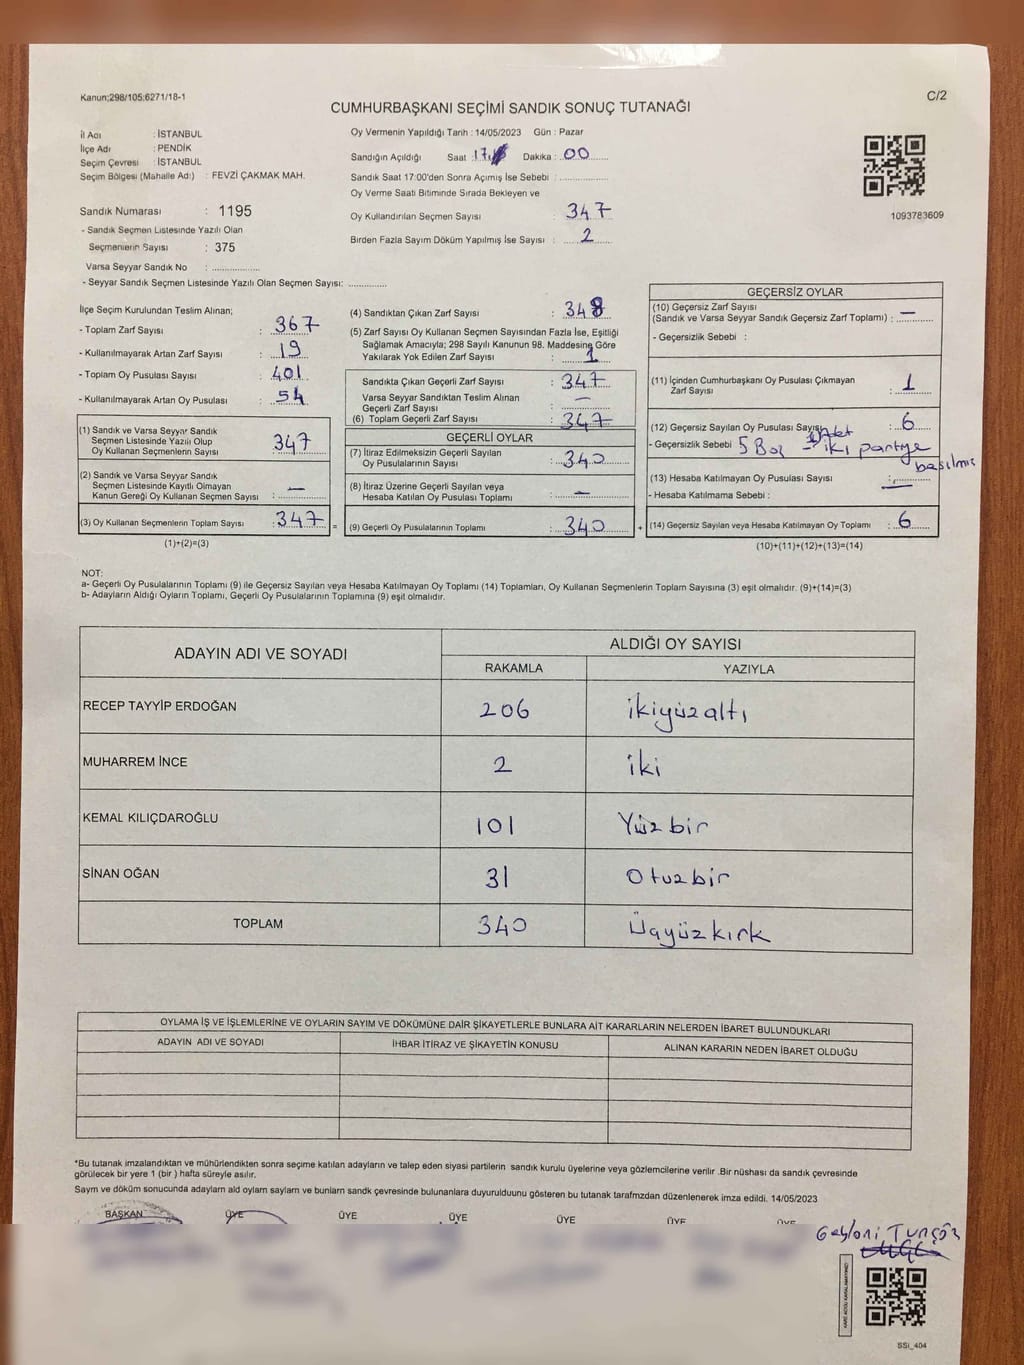 Kanun:298/105:6271/18-1
C/2
CUMHURBAŞKANI SEÇİMİ SANDIK SONUÇ TUTANAĞI
İl Adı : İSTANBUL
İlçe Adı : PENDİK
Seçim Çevresi : İSTANBUL
Seçim Bölgesi (Mahalle Adı) : FEVZİ ÇAKMAK MAH.
Sandık Numarası : 1195
- Sandık Seçmen Listesinde Yazılı Olan
Seçmenlerin Sayısı : 375
Varsa Seyyar Sandık No : ....................
- Seyyar Sandık Seçmen Listesinde Yazılı Olan Seçmen Sayısı: ..............
Oy Vermenin Yapıldığı Tarih : 14/05/2023 Gün : Pazar
Sandığın Açıldığı Saat : 17 Dakika : 00
Sandık Saat 17:00'den Sonra Açımış İse Sebebi : ....................
Oy Verme Saati Bitiminde Sırada Bekleyen ve
Oy Kullandırılan Seçmen Sayısı : 347
Birden Fazla Sayım Döküm Yapılmış İse Sayısı : 2
1093783609
İlçe Seçim Kurulundan Teslim Alınan;
- Toplam Zarf Sayısı : 367
- Kullanılmayarak Artan Zarf Sayısı : 19
- Toplam Oy Pusulası Sayısı : 401
- Kullanılmayarak Artan Oy Pusulası : 54
(1) Sandık ve Varsa Seyyar Sandık
Seçmen Listesinde Yazılı Olup
Oy Kullanan Seçmenlerin Sayısı : 347
(2) Sandık ve Varsa Seyyar Sandık
Seçmen Listesinde Kayıtlı Olmayan
Kanun Gereği Oy Kullanan Seçmen Sayısı : —
(3) Oy Kullanan Seçmenlerin Toplam Sayısı : 347 =
(1)+(2)=(3)
(4) Sandıktan Çıkan Zarf Sayısı : 348
(5) Zarf Sayısı Oy Kullanan Seçmen Sayısından Fazla İse, Eşitliği
Sağlamak Amacıyla; 298 Sayılı Kanunun 98. Maddesine Göre
Yakılarak Yok Edilen Zarf Sayısı : 1
Sandıkta Çıkan Geçerli Zarf Sayısı : 347
Varsa Seyyar Sandıktan Teslim Alınan
Geçerli Zarf Sayısı : —
(6) Toplam Geçerli Zarf Sayısı : 347
GEÇERLİ OYLAR
(7) İtiraz Edilmeksizin Geçerli Sayılan
Oy Pusulalarının Sayısı : 340
(8) İtiraz Üzerine Geçerli Sayılan veya
Hesaba Katılan Oy Pusulası Toplamı : —
(9) Geçerli Oy Pusulalarının Toplamı : 340 +
GEÇERSİZ OYLAR
(10) Geçersiz Zarf Sayısı
(Sandık ve Varsa Seyyar Sandık Geçersiz Zarf Toplamı) : —
- Geçersizlik Sebebi :
(11) İçinden Cumhurbaşkanı Oy Pusulası Çıkmayan
Zarf Sayısı : 1
(12) Geçersiz Sayılan Oy Pusulası Sayısı : 6
- Geçersizlik Sebebi 5 Boş 1 Adet - iki partiye
basılmış
(13) Hesaba Katılmayan Oy Pusulası Sayısı : —
- Hesaba Katılmama Sebebi :
(14) Geçersiz Sayılan veya Hesaba Katılmayan Oy Toplamı : 6
(10)+(11)+(12)+(13)=(14)
NOT:
a- Geçerli Oy Pusulalarının Toplamı (9) ile Geçersiz Sayılan veya Hesaba Katılmayan Oy Toplamı (14) Toplamları, Oy Kullanan Seçmenlerin Toplam Sayısına (3) eşit olmalıdır. (9)+(14)=(3)
b- Adayların Aldığı Oyların Toplamı, Geçerli Oy Pusulalarının Toplamına (9) eşit olmalıdır.
ADAYIN ADI VE SOYADI
ALDIĞI OY SAYISI
RAKAMLA YAZIYLA
RECEP TAYYİP ERDOĞAN 206 ikiyüzaltı
MUHARREM İNCE 2 iki
KEMAL KILIÇDAROĞLU 101 Yüzbir
SİNAN OĞAN 31 Otuzbir
TOPLAM 340 Üçyüzkırk
OYLAMA İŞ VE İŞLEMLERİNE VE OYLARIN SAYIM VE DÖKÜMÜNE DAİR ŞİKAYETLERLE BUNLARA AİT KARARLARIN NELERDEN İBARET BULUNDUKLARI
ADAYIN ADI VE SOYADI İHBAR İTİRAZ VE ŞİKAYETİN KONUSU ALINAN KARARIN NEDEN İBARET OLDUĞU
*Bu tutanak imzalandıktan ve mühürlendikten sonra seçime katılan adayların ve talep eden siyasi partilerin sandık kurulu üyelerine veya gözlemcilerine verilir .Bir nüshası da sandık çevresinde
görülecek bir yere 1 (bir ) hafta süreyle asılır.
Sayım ve döküm sonucunda adayların ald oyların sayların ve bunların sandk çevresinde bulunanlara duyurulduunu gösteren bu tutanak tarafmzdan düzenlenerek imza edildi. 14/05/2023
BAŞKAN ÜYE ÜYE ÜYE ÜYE ÜYE ÜYE
SSi_404